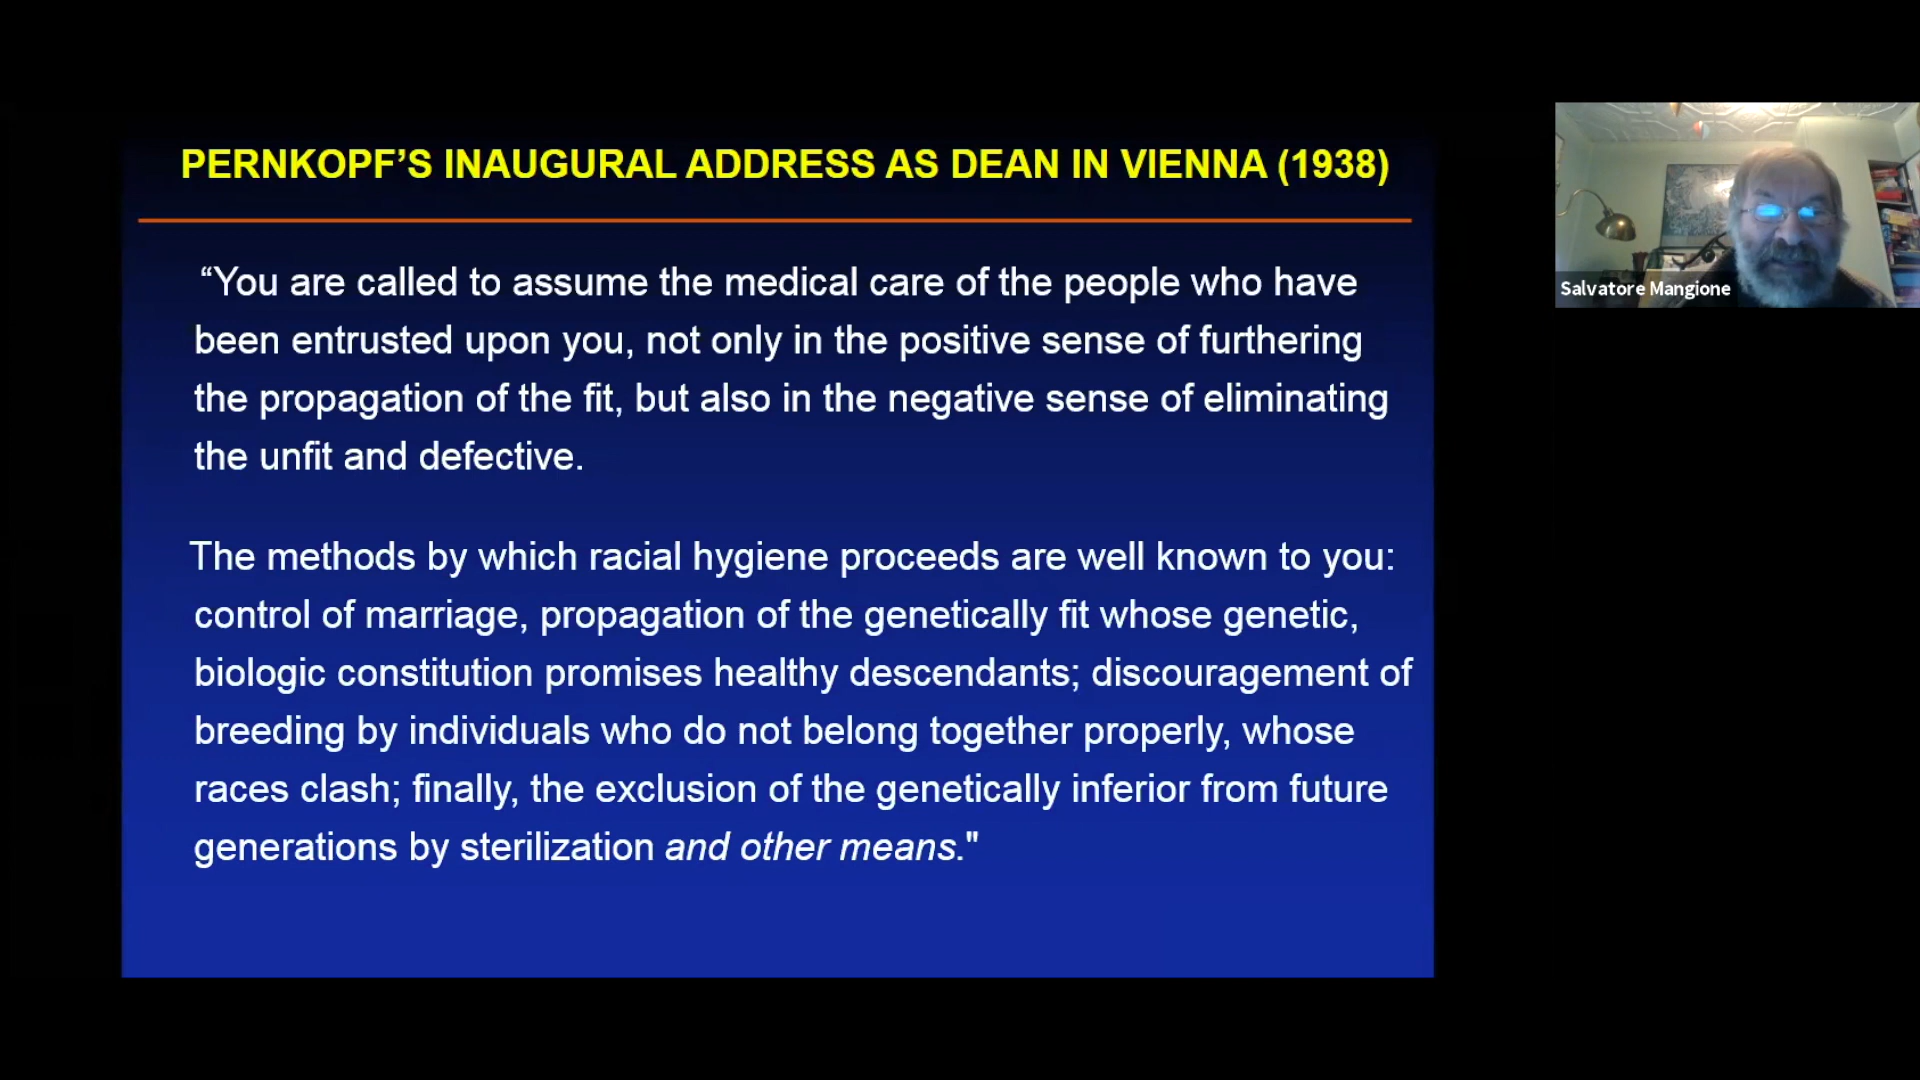 PERNKOPF’S INAUGURAL ADDRESS AS DEAN IN VIENNA (1938)
“You are called to assume the medical care of the people who have
been entrusted upon you, not only in the positive sense of furthering
the propagation of the fit, but also in the negative sense of eliminating
the unfit and defective.
The methods by which racial hygiene proceeds are well known to you:
control of marriage, propagation of the genetically fit whose genetic,
biologic constitution promises healthy descendants; discouragement of
breeding by individuals who do not belong together properly, whose
races clash; finally, the exclusion of the genetically inferior from future
generations by sterilization and other means."
Salvatore Mangione